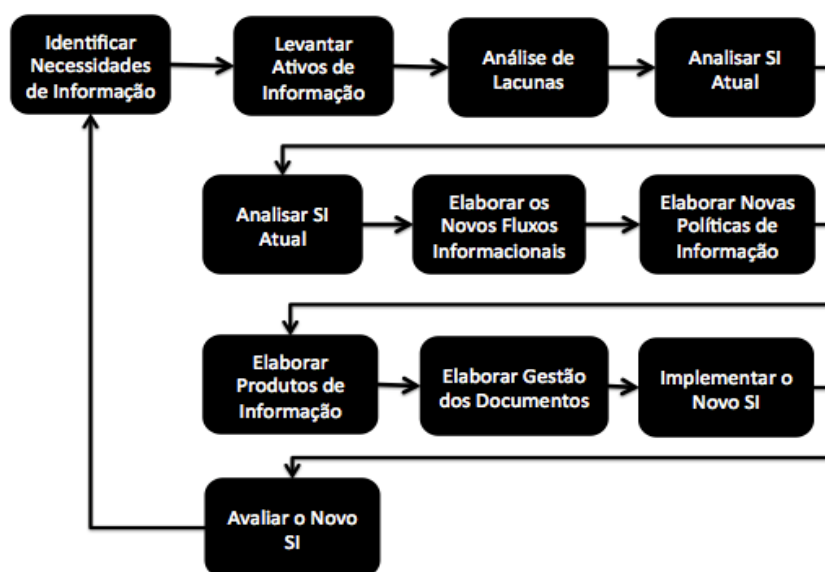 Identificar
Necessidades
de Informação
Levantar
Ativos de
Informação
Análise de
Lacunas
Analisar SI
Atual
Analisar SI
Atual
Elaborar os
Novos Fluxos
Informacionais
Elaborar Novas
Políticas de
Informação
Elaborar
Produtos de
Informação
Elaborar Gestão
dos Documentos
Implementar o
Novo SI
Avaliar o Novo
SI